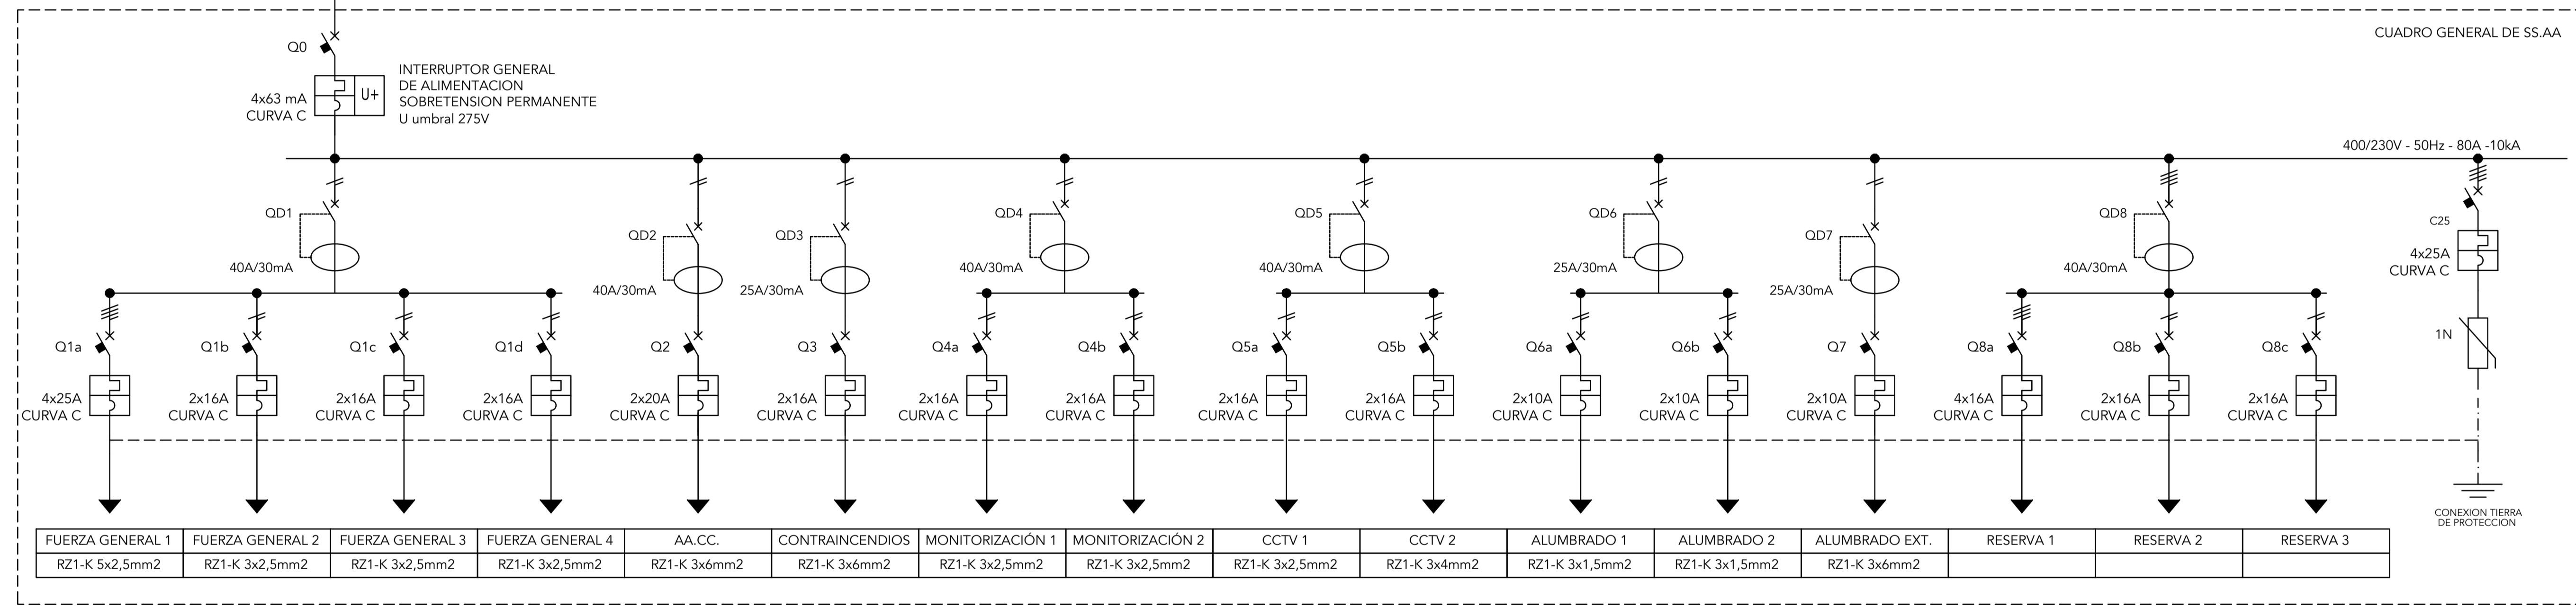 CUADRO GENERAL DE SS.AA
Q0
4x63 mA
CURVA C
U+
INTERRUPTOR GENERAL
DE ALIMENTACION
SOBRETENSION PERMANENTE
U umbral 275V
400/230V - 50Hz - 80A -10kA
QD1
40A/30mA
QD2
40A/30mA
QD3
25A/30mA
QD4
40A/30mA
QD5
40A/30mA
QD6
25A/30mA
QD7
25A/30mA
QD8
40A/30mA
C25
4x25A
CURVA C
1N
Q1a
4x25A
CURVA C
Q1b
2x16A
CURVA C
Q1c
2x16A
CURVA C
Q1d
2x16A
CURVA C
Q2
2x20A
CURVA C
Q3
2x16A
CURVA C
Q4a
2x16A
CURVA C
Q4b
2x16A
CURVA C
Q5a
2x16A
CURVA C
Q5b
2x16A
CURVA C
Q6a
2x10A
CURVA C
Q6b
2x10A
CURVA C
Q7
2x10A
CURVA C
Q8a
4x16A
CURVA C
Q8b
2x16A
CURVA C
Q8c
2x16A
CURVA C
CONEXION TIERRA
DE PROTECCION
FUERZA GENERAL 1
RZ1-K 5x2,5mm2
FUERZA GENERAL 2
RZ1-K 3x2,5mm2
FUERZA GENERAL 3
RZ1-K 3x2,5mm2
FUERZA GENERAL 4
RZ1-K 3x2,5mm2
AA.CC.
RZ1-K 3x6mm2
CONTRAINCENDIOS
RZ1-K 3x6mm2
MONITORIZACIÓN 1
RZ1-K 3x2,5mm2
MONITORIZACIÓN 2
RZ1-K 3x2,5mm2
CCTV 1
RZ1-K 3x2,5mm2
CCTV 2
RZ1-K 3x4mm2
ALUMBRADO 1
RZ1-K 3x1,5mm2
ALUMBRADO 2
RZ1-K 3x1,5mm2
ALUMBRADO EXT.
RZ1-K 3x6mm2
RESERVA 1
RESERVA 2
RESERVA 3